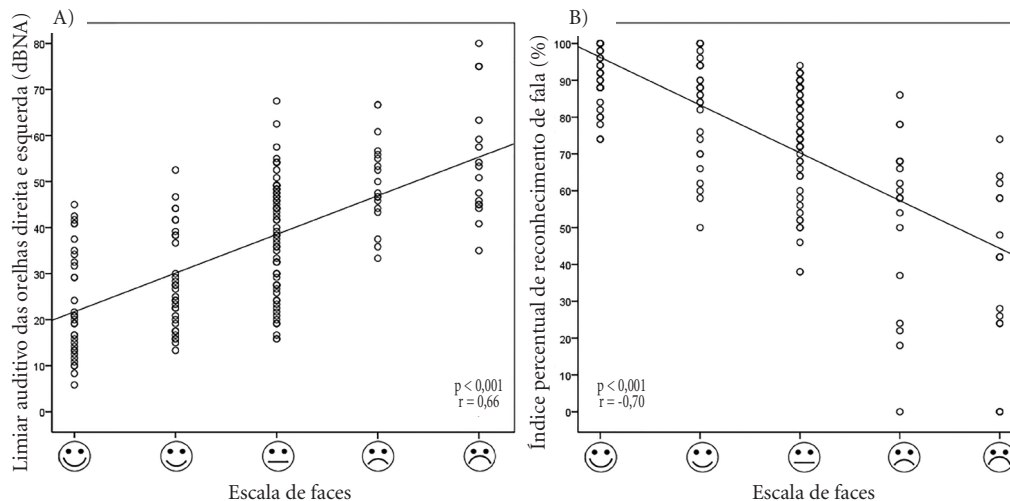 A)
Limiar auditivo das orelhas direita e esquerda (dBNA)
80
70
60
50
40
30
20
10
0
p < 0,001
r = 0,66
Escala de faces
B)
Índice percentual de reconhecimento de fala (%)
100
90
80
70
60
50
40
30
20
10
0
p < 0,001
r = -0,70
Escala de faces